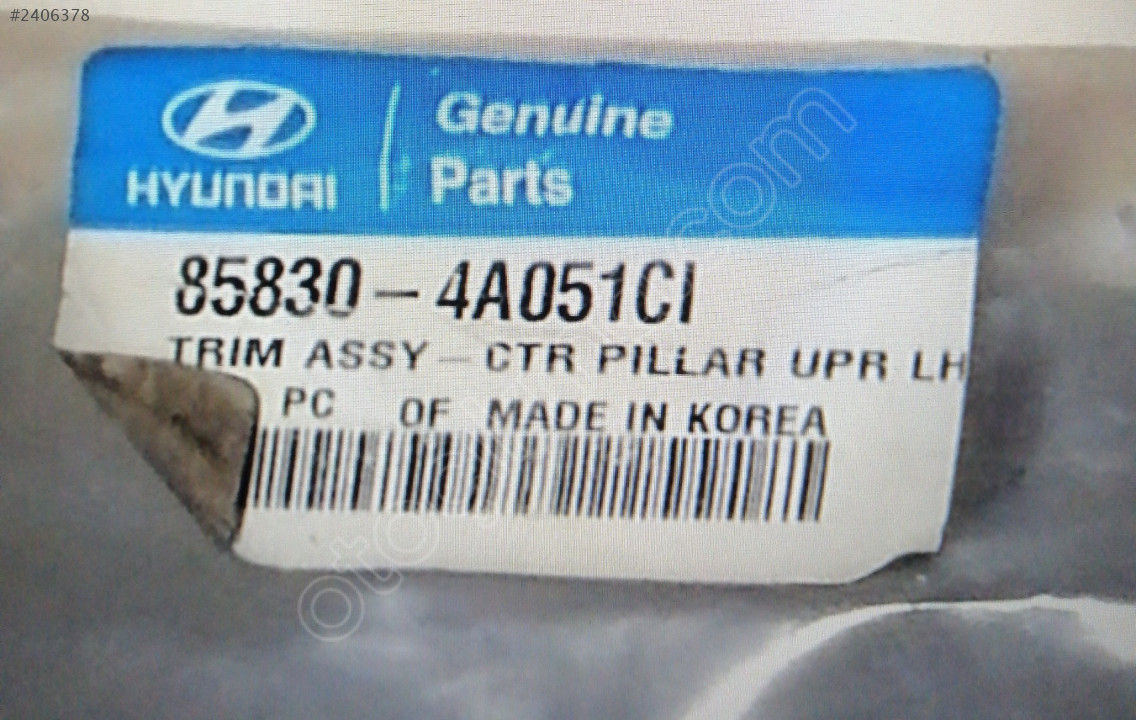 #2406378
HYUNDAI
Genuine
Parts
85830-4A051CI
TRIM ASSY-CTR PILLAR UPR LH
PC OF MADE IN KOREA